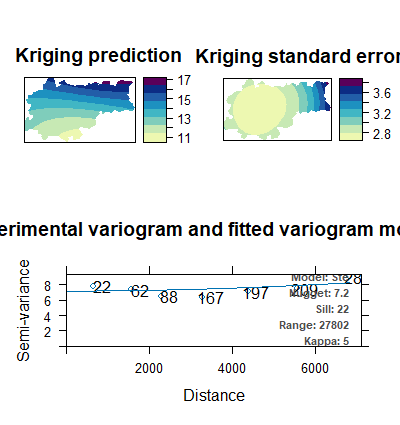 Kriging prediction
Kriging standard error
17
15
13
11
3.6
3.2
2.8
erimental variogram and fitted variogram mo
Semi-variance
8
6
4
2
22
62
88
167
197
209
28
Model: Ste
Nugget: 7.2
Sill: 22
Range: 27802
Kappa: 5
2000
4000
6000
Distance